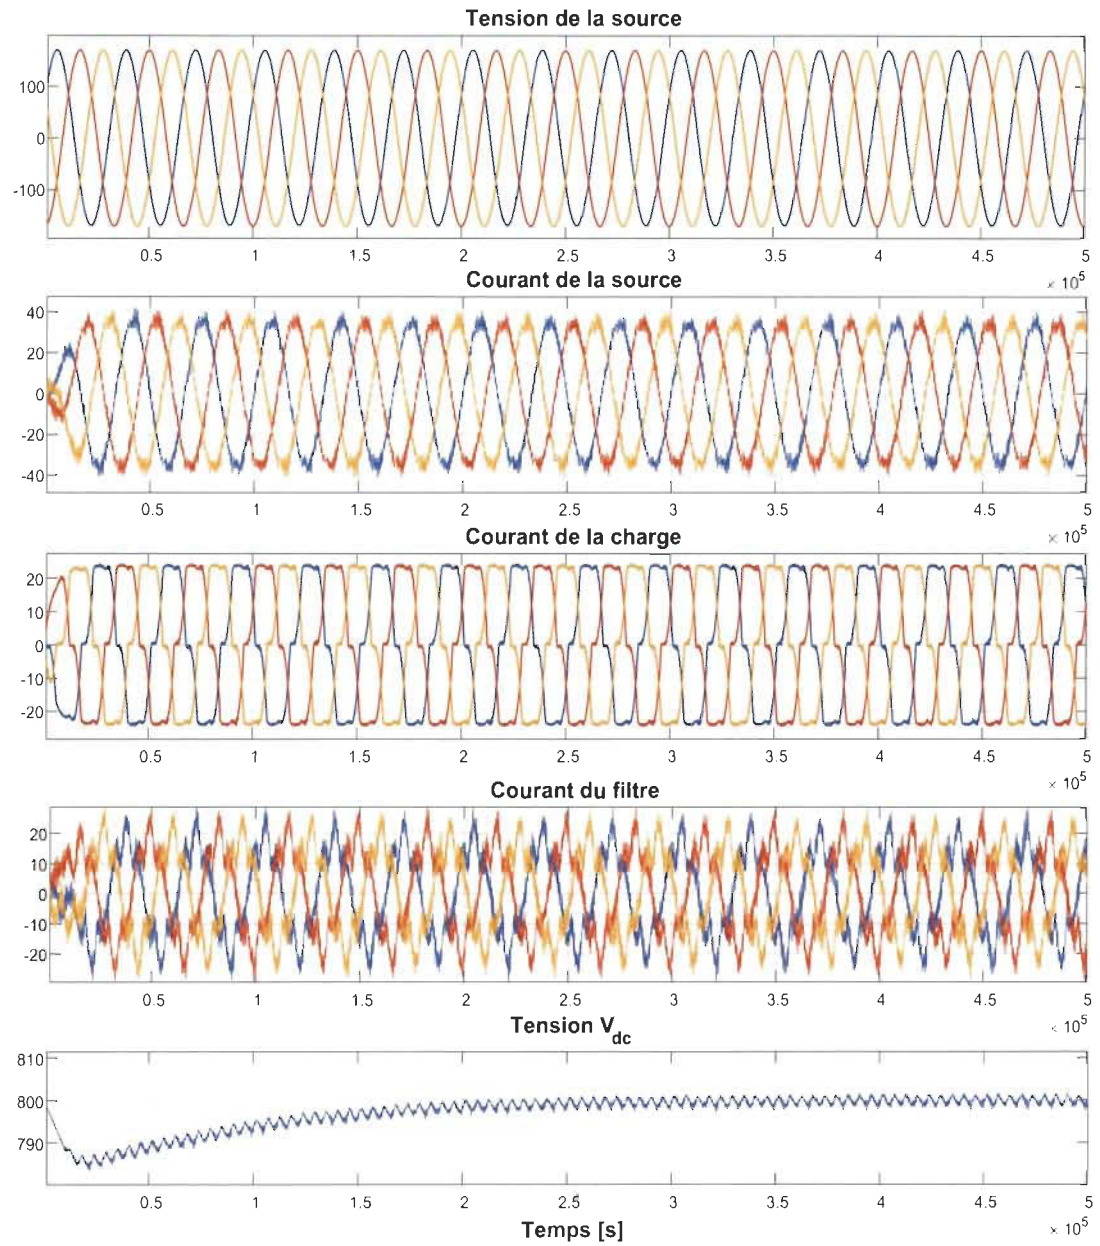 Tension de la source
100
0
-100
0.5 1 1.5 2 2.5 3 3.5 4 4.5 5
× 10^5
Courant de la source
40
20
0
-20
-40
0.5 1 1.5 2 2.5 3 3.5 4 4.5 5
× 10^5
Courant de la charge
20
10
0
-10
-20
0.5 1 1.5 2 2.5 3 3.5 4 4.5 5
× 10^5
Courant du filtre
20
10
0
-10
-20
0.5 1 1.5 2 2.5 3 3.5 4 4.5 5
× 10^5
Tension V_dc
810
800
790
0.5 1 1.5 2 2.5 3 3.5 4 4.5 5
× 10^5
Temps [s]